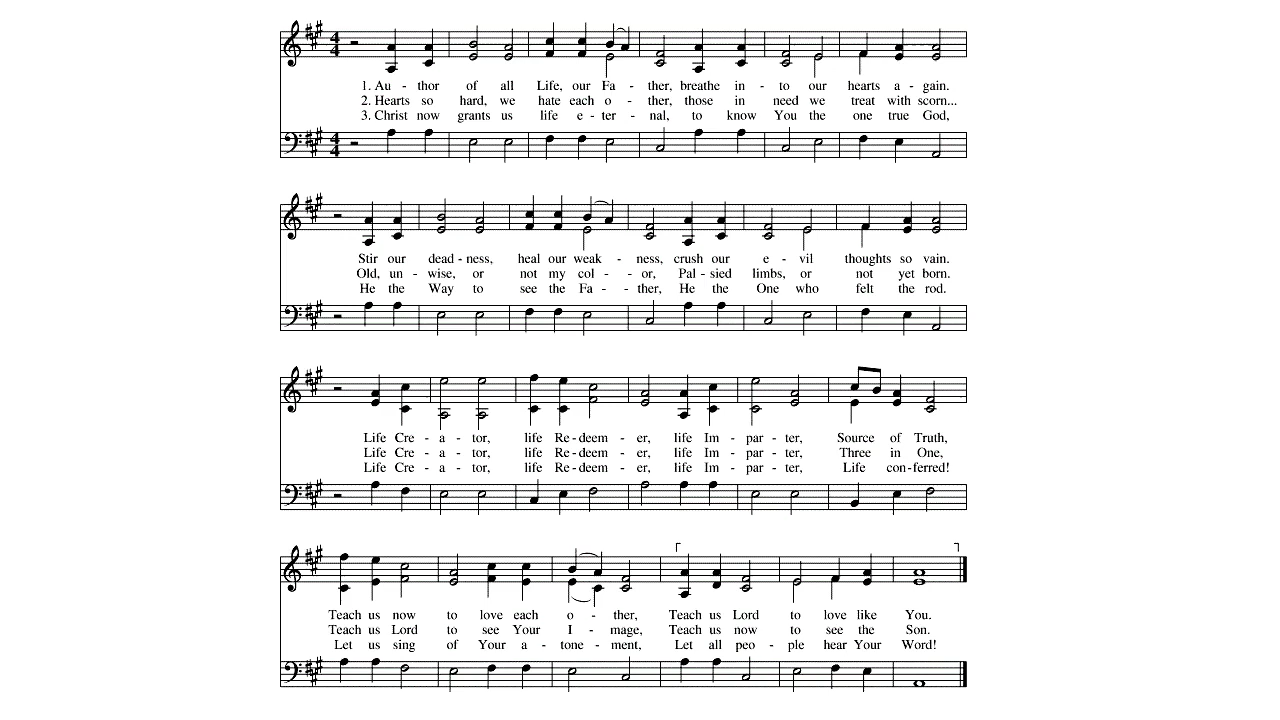 1. Au - thor of all Life, our Fa - ther, breathe in - to our hearts a - gain.
2. Hearts so hard, we hate each o - ther, those in need we treat with scorn...
3. Christ now grants us life e - ter - nal, to know You the one true God,
Stir our dead - ness, heal our weak - ness, crush our e - vil thoughts so vain.
Old, un - wise, or not my col - or, Pal - sied limbs, or not yet born.
He the Way to see the Fa - ther, He the One who felt the rod.
Life Cre - a - tor, life Re - deem - er, life Im - par - ter, Source of Truth,
Life Cre - a - tor, life Re - deem - er, life Im - par - ter, Three in One,
Life Cre - a - tor, life Re - deem - er, life Im - par - ter, Life con - ferred!
Teach us now to love each o - ther, Teach us Lord to love like You.
Teach us Lord to see Your I - mage, Teach us now to see the Son.
Let us sing of Your a - tone - ment, Let all peo - ple hear Your Word!